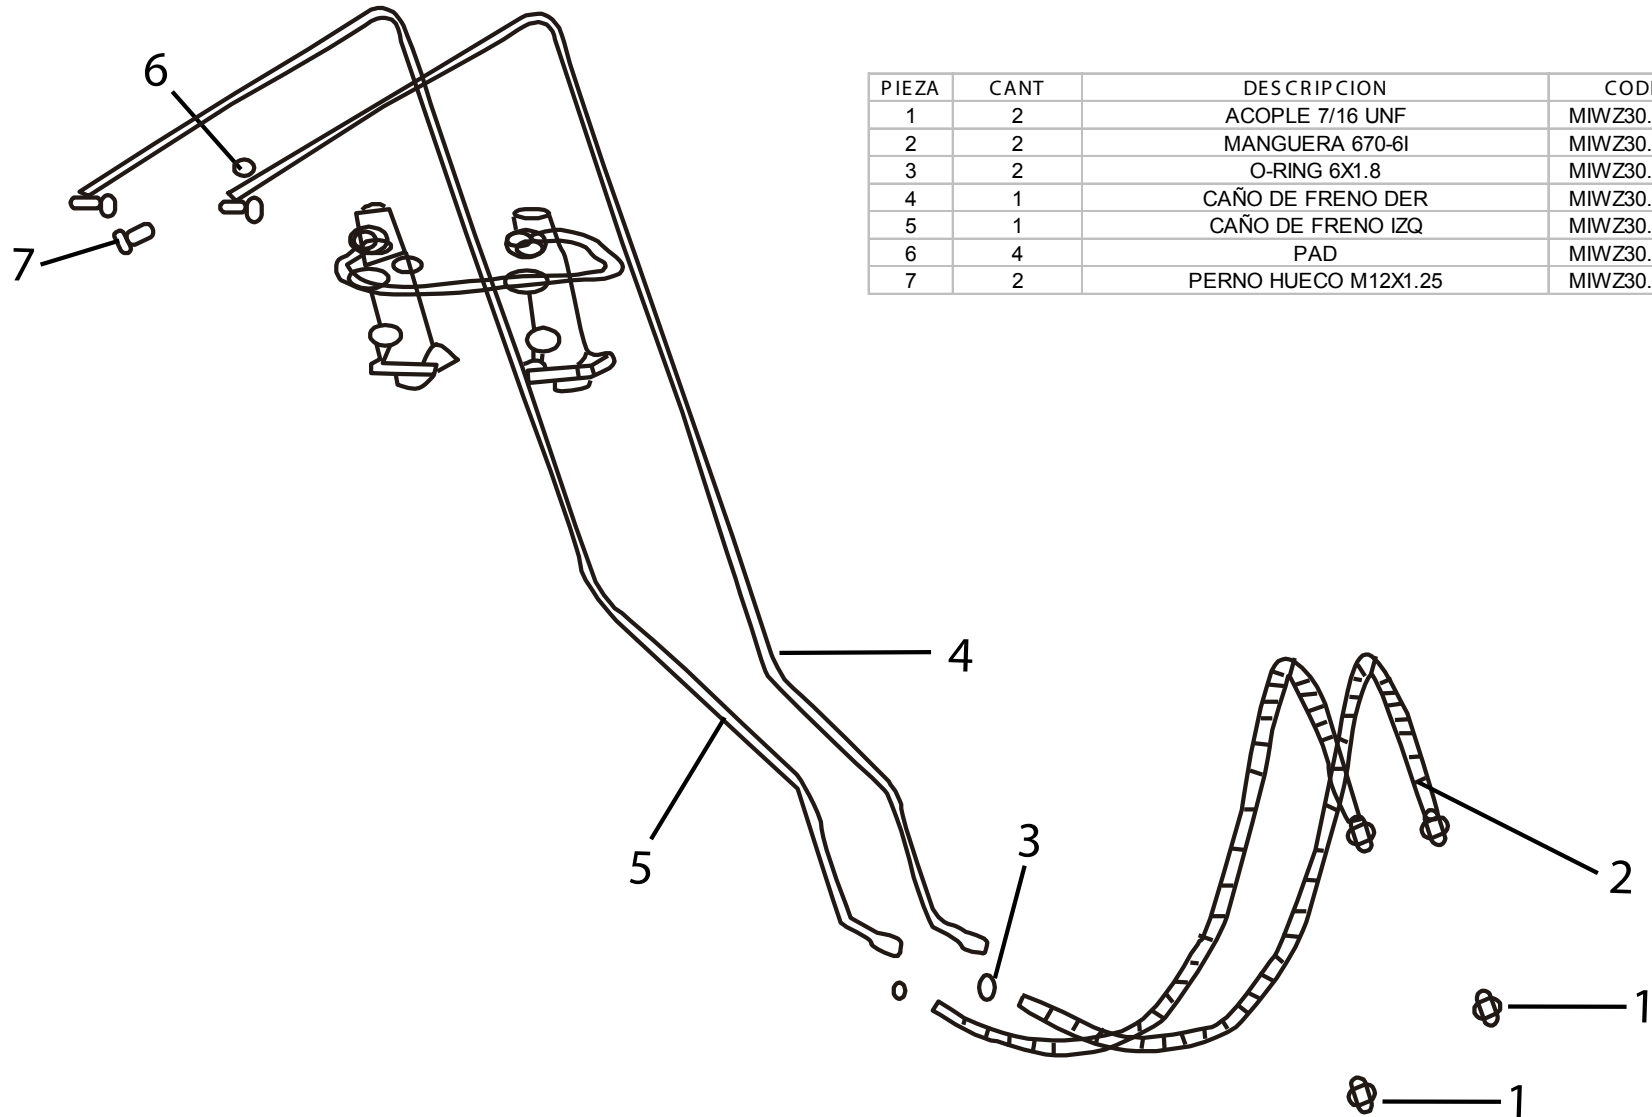 PIEZA CANT DESCRIPCION CODI
1 2 ACOPLE 7/16 UNF MIWZ30.
2 2 MANGUERA 670-6I MIWZ30.
3 2 O-RING 6X1.8 MIWZ30.
4 1 CAÑO DE FRENO DER MIWZ30.
5 1 CAÑO DE FRENO IZQ MIWZ30.
6 4 PAD MIWZ30.
7 2 PERNO HUECO M12X1.25 MIWZ30.
6
7
4
5
3
2
1
1